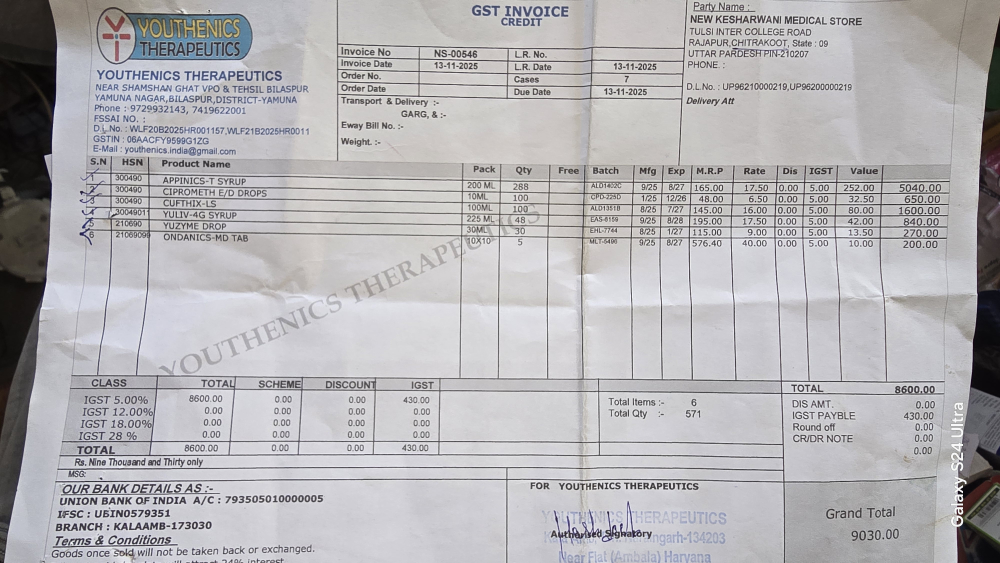 YOUTHENICS
THERAPEUTICS
YOUTHENICS THERAPEUTICS
NEAR SHAMSHAN GHAT VPO & TEHSIL BILASPUR
YAMUNA NAGAR,BILASPUR,DISTRICT-YAMUNA
Phone : 9729932143, 7419622001
FSSAI NO. :
D.L.No. : WLF20B2025HR001157,WLF21B2025HR0011
GSTIN : 06AACFY9599G1ZG
E-Mail : youthenics.india@gmail.com
GST INVOICE
CREDIT
Invoice No NS-00546 L.R. No.
Invoice Date 13-11-2025 L.R. Date 13-11-2025
Order No. Cases 7
Order Date Due Date 13-11-2025
Transport & Delivery :-
GARG, & :-
Eway Bill No.:-
Weight. :-
Party Name :
NEW KESHARWANI MEDICAL STORE
TULSI INTER COLLEGE ROAD
RAJAPUR,CHITRAKOOT, State : 09
UTTAR PARDESH PIN-210207
PHONE. :
D.L.No. : UP96210000219,UP96200000219
Delivery Att
S.N HSN Product Name Pack Qty Free Batch Mfg Exp M.R.P Rate Dis IGST Value
1 300490 APPINICS-T SYRUP 200 ML 288 ALD1402C 9/25 8/27 165.00 17.50 0.00 5.00 252.00 5040.00
2 300490 CIPROMETH E/D DROPS 10ML 100 CPD-225D 1/25 12/26 48.00 6.50 0.00 5.00 32.50 650.00
3 300490 CUFTHIX-LS 100ML 100 ALD1351B 8/25 7/27 145.00 16.00 0.00 5.00 80.00 1600.00
4 30049011 YULIV-4G SYRUP 225 ML 48 EAS-8159 9/25 8/28 195.00 17.50 0.00 5.00 42.00 840.00
5 210690 YUZYME DROP 30ML 30 EHL-7744 8/25 1/27 115.00 9.00 0.00 5.00 13.50 270.00
6 21069099 ONDANICS-MD TAB 10X10 5 MLT-5496 9/25 8/27 576.40 40.00 0.00 5.00 10.00 200.00
YOUTHENICS THERAPEUTICS
CLASS TOTAL SCHEME DISCOUNT IGST
IGST 5.00% 8600.00 0.00 0.00 430.00
IGST 12.00% 0.00 0.00 0.00 0.00
IGST 18.00% 0.00 0.00 0.00 0.00
IGST 28 % 0.00 0.00 0.00 0.00
TOTAL 8600.00 0.00 0.00 430.00
Total Items :- 6
Total Qty :- 571
TOTAL 8600.00
DIS AMT. 0.00
IGST PAYBLE 430.00
Round off 0.00
CR/DR NOTE 0.00
0.00
Rs. Nine Thousand and Thirty only
MSG:
OUR BANK DETAILS AS :-
UNION BANK OF INDIA A/C : 793505010000005
IFSC : UBIN0579351
BRANCH : KALAAMB-173030
Terms & Conditions
Goods once sold will not be taken back or exchanged.
24% interest
FOR YOUTHENICS THERAPEUTICS
YOUTHENICS THERAPEUTICS
Authorised Signatory
garh-134203
Near Fiat (Ambala) Haryana
Grand Total
9030.00
Galaxy S24 Ultra